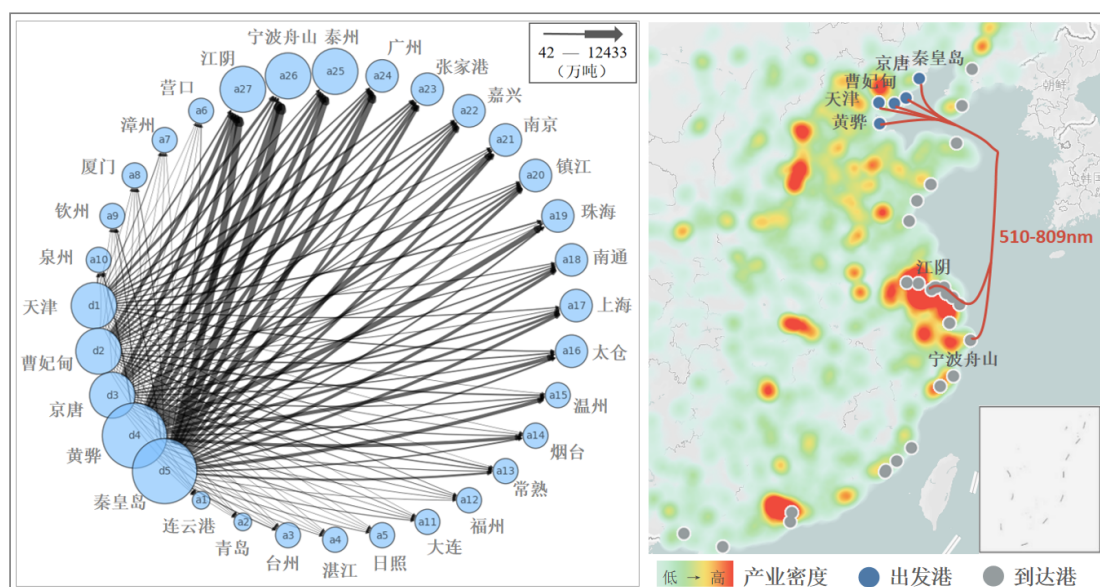 宁波舟山
泰州
广州
江阴
张家港
营口
嘉兴
漳州
南京
厦门
镇江
钦州
珠海
泉州
南通
天津
上海
曹妃甸
太仓
京唐
温州
黄骅
烟台
秦皇岛
常熟
连云港
福州
青岛
大连
台州
湛江
日照
a27
a26
a25
a24
a23
a22
a21
a20
a19
a18
a17
a16
a15
a14
a13
a12
a11
a5
a4
a3
a2
a1
a6
a7
a8
a9
a10
d1
d2
d3
d4
d5
42 — 12433
(万吨)
秦皇岛
京唐
曹妃甸
天津
黄骅
朝鲜
韩国
510-809nm
江阴
宁波舟山
低 → 高 产业密度 出发港 到达港